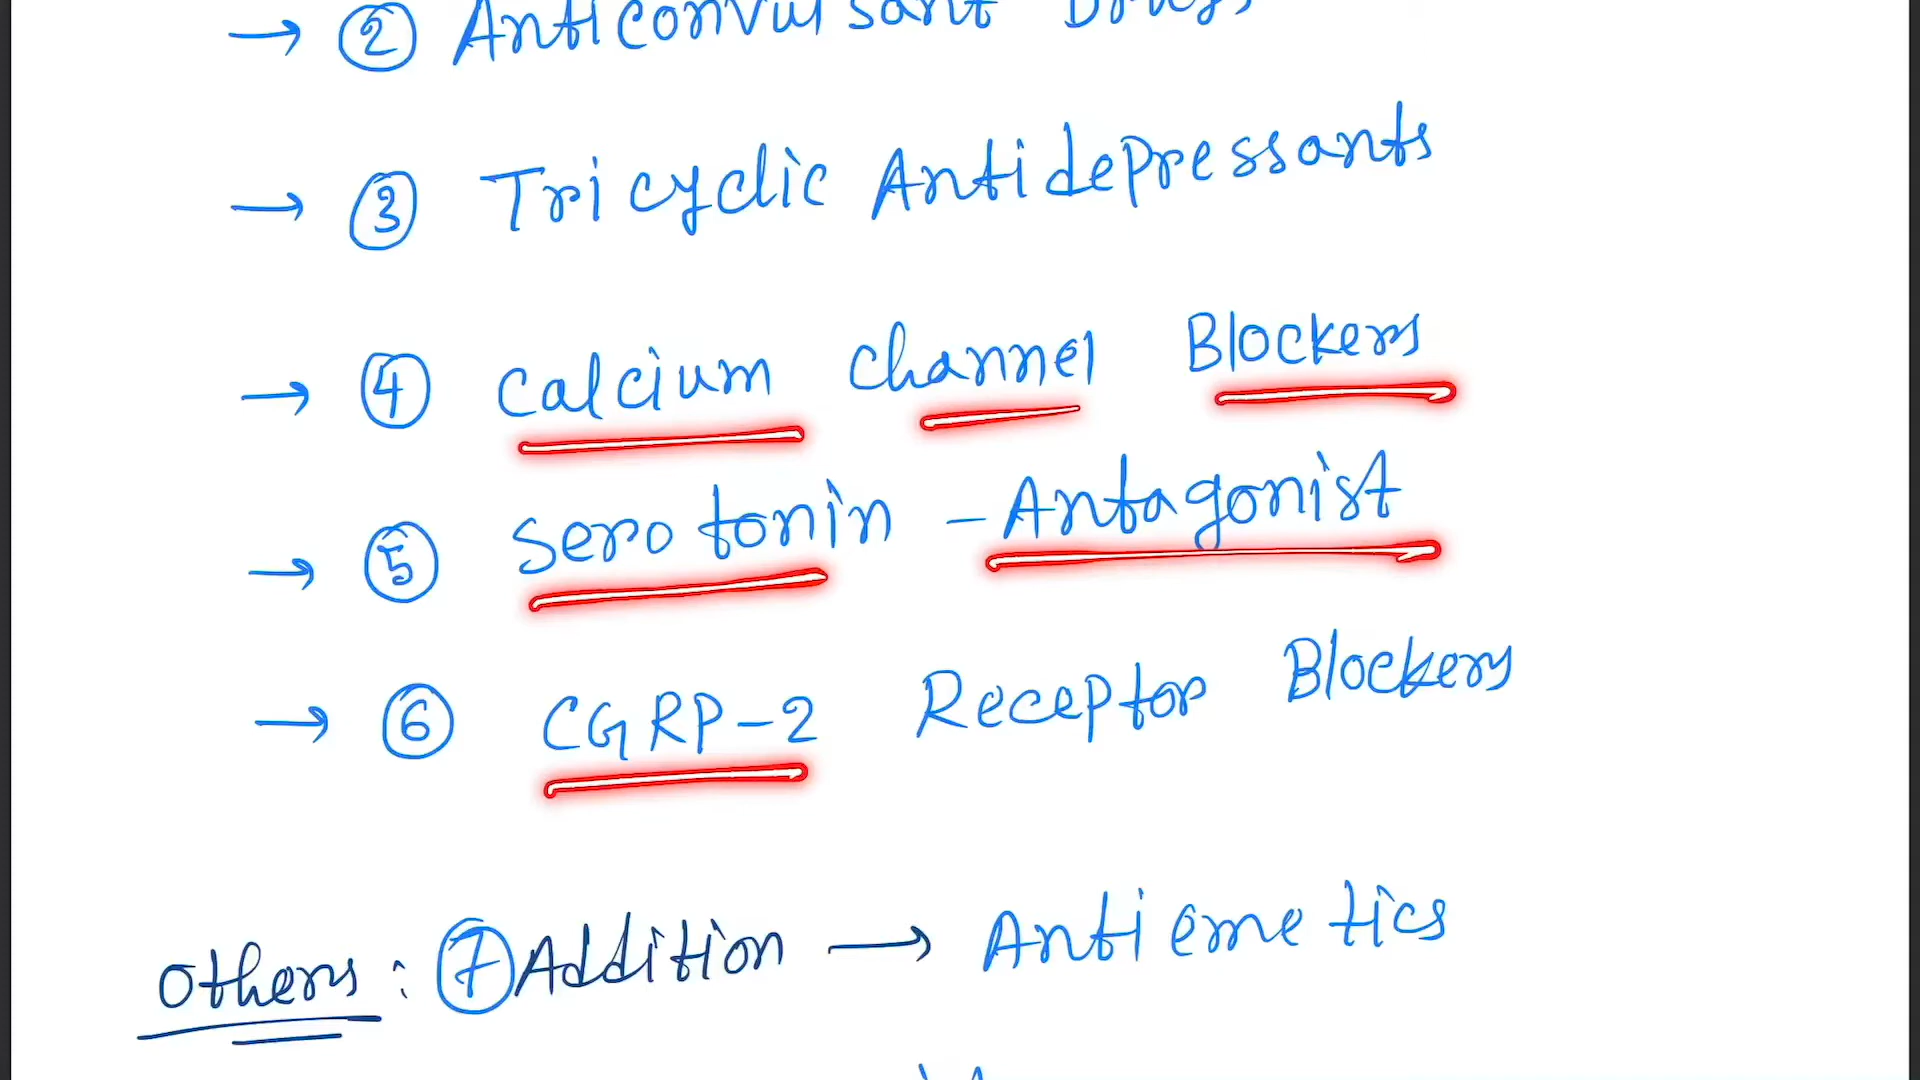 → ② Anticonvulsant Drugs
→ ③ Tricyclic Antidepressants
→ ④ Calcium Channel Blockers
→ ⑤ Serotonin - Antagonist
→ ⑥ CGRP-2 Receptor Blockers
Others : ⑦ Addition → Antiemetics